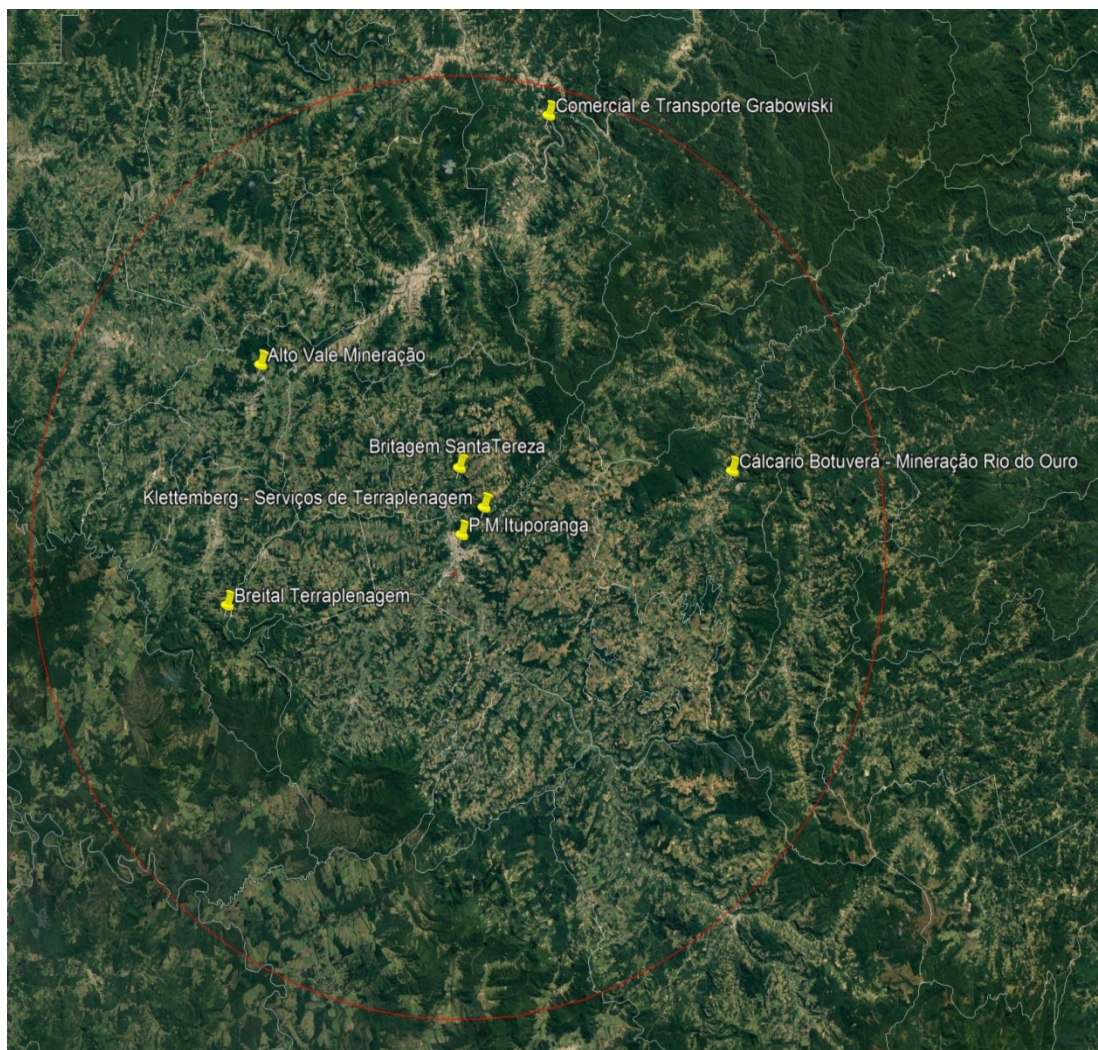 Comercial e Transporte Grabowiski
Alto Vale Mineração
Britagem SantaTereza
Cálcario Botuverá - Mineração Rio do Ouro
Klettemberg - Serviços de Terraplenagem
P.M.Ituporanga
Breital Terraplenagem